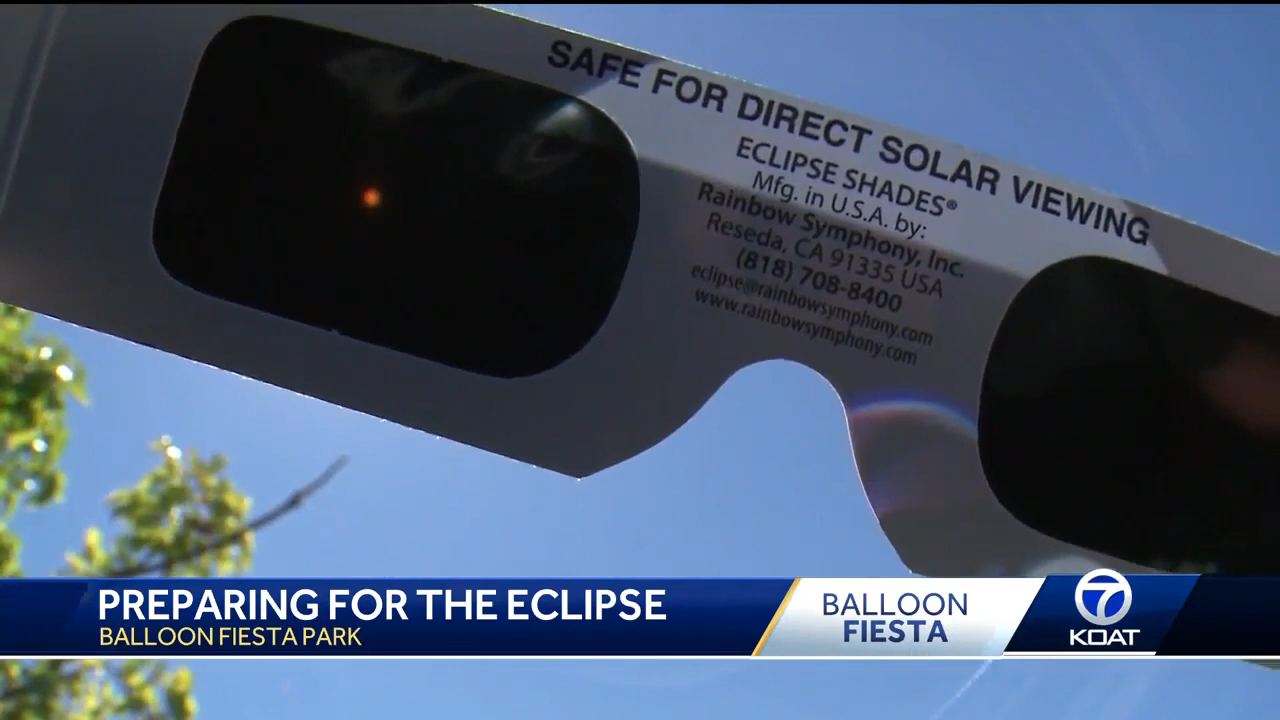 SAFE FOR DIRECT SOLAR VIEWING
ECLIPSE SHADES®
Mfg. in U.S.A. by:
Rainbow Symphony, Inc.
Reseda, CA 91335 USA
(818) 708-8400
eclipse@rainbowsymphony.com
www.rainbowsymphony.com
PREPARING FOR THE ECLIPSE
BALLOON FIESTA PARK
BALLOON
FIESTA
7
KOAT